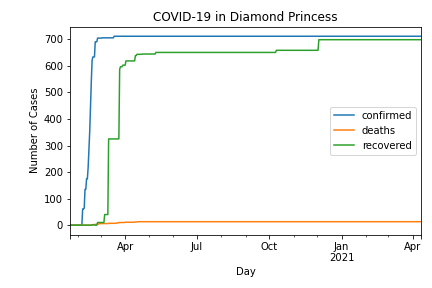 COVID-19 in Diamond Princess
Number of Cases
700
600
500
400
300
200
100
0
confirmed
deaths
recovered
Apr
Jul
Oct
Jan
2021
Apr
Day